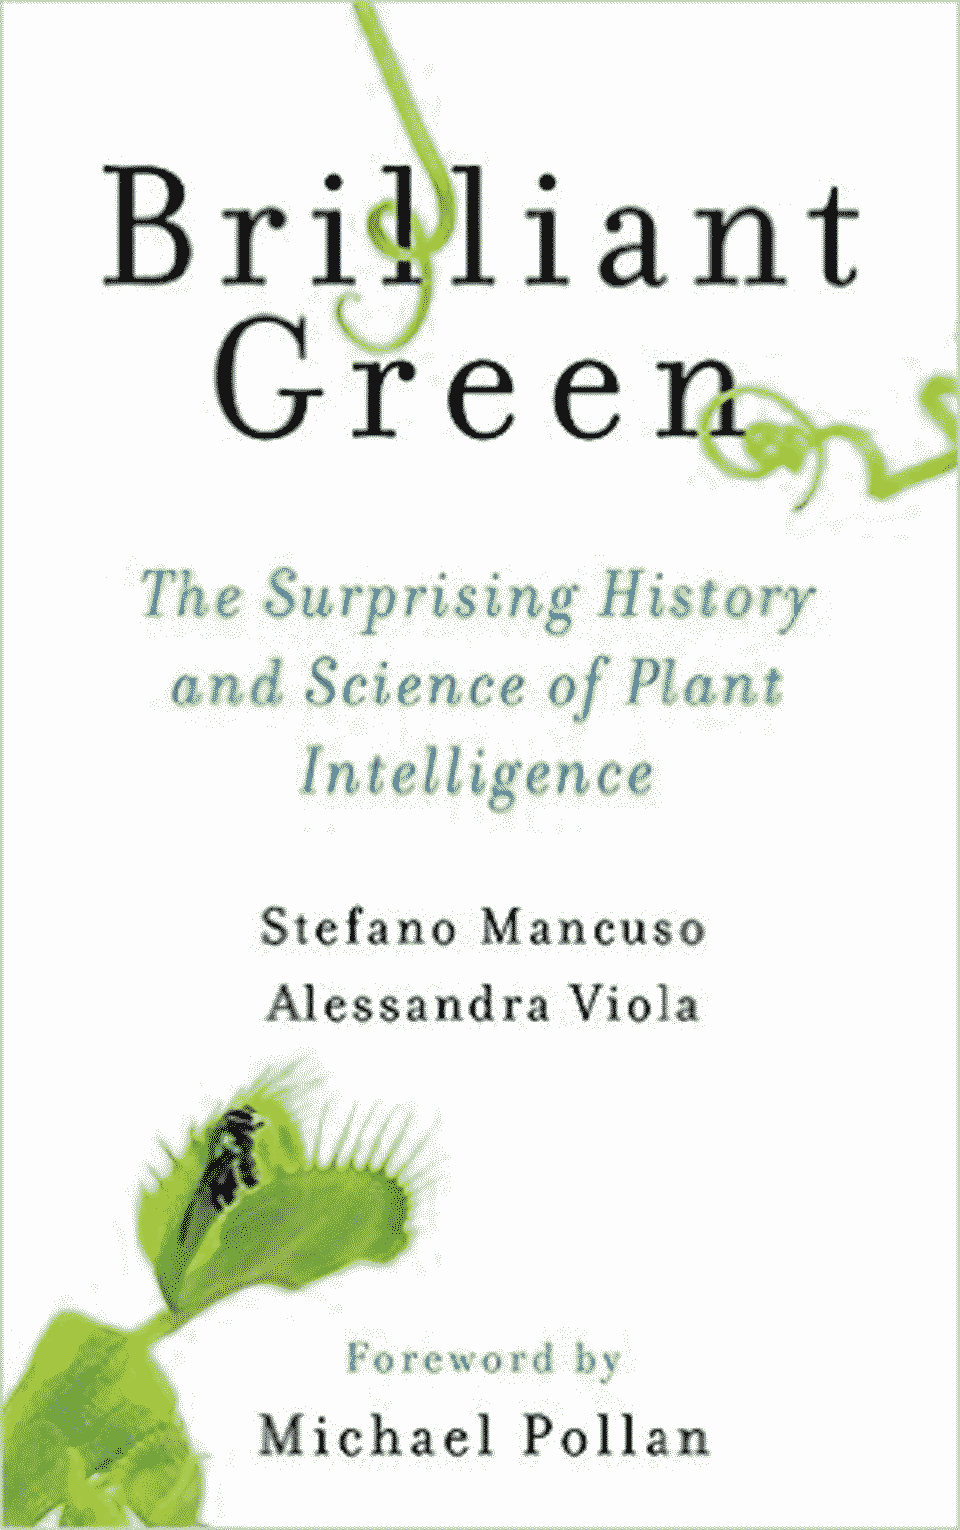 Brilliant
Green
The Surprising History
and Science of Plant
Intelligence
Stefano Mancuso
Alessandra Viola
Foreword by
Michael Pollan